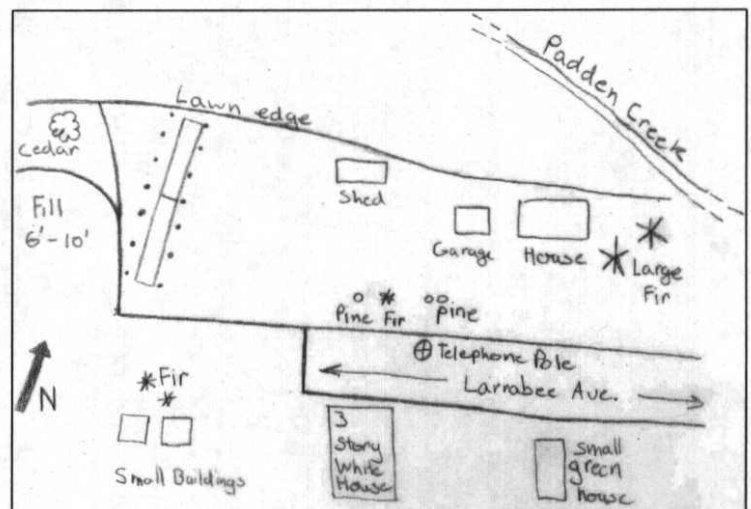 Padden Creek
Lawn edge
Cedar
Shed
Fill
6'-10'
Garage
House
Large
Fir
Pine Fir
Pine
Telephone Pole
Larrabee Ave.
N
Fir
Small Buildings
3
Story
White
House
small
green
house